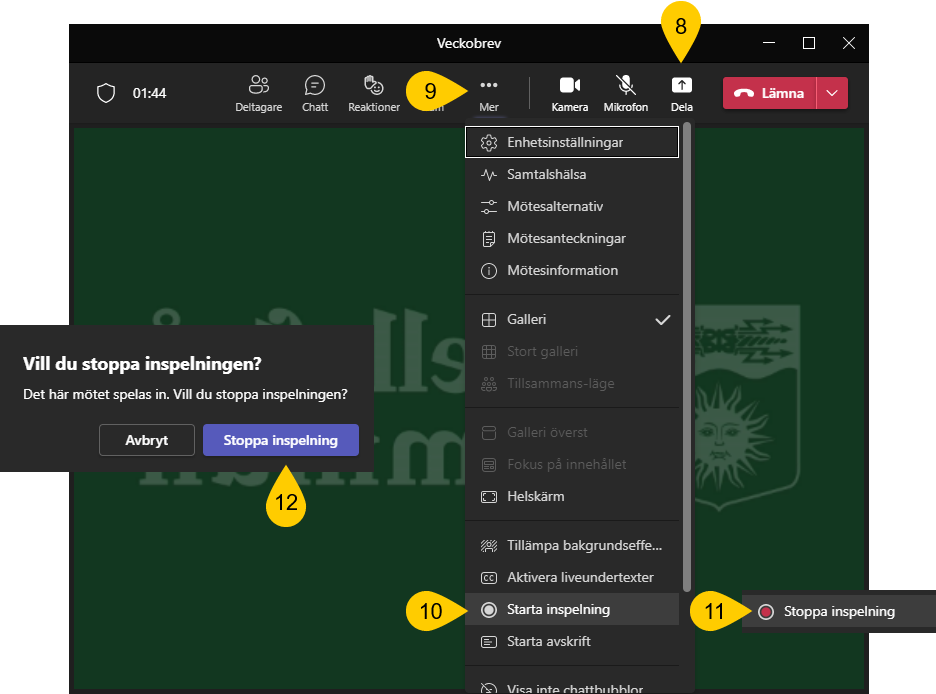 8
Veckobrev
01:44
Deltagare
Chatt
Reaktioner
9
Mer
Kamera
Mikrofon
Dela
Lämna
Enhetsinställningar
Samtalshälsa
Mötesalternativ
Mötesanteckningar
Mötesinformation
Galleri
Stort galleri
Tillsammans-läge
Galleri överst
Fokus på innehållet
Helskärm
Tillämpa bakgrundseffe...
CC Aktivera liveundertexter
10
Starta inspelning
Starta avskrift
Visa inte chattbubblor
11
Stoppa inspelning
Vill du stoppa inspelningen?
Det här mötet spelas in. Vill du stoppa inspelningen?
Avbryt
Stoppa inspelning
12